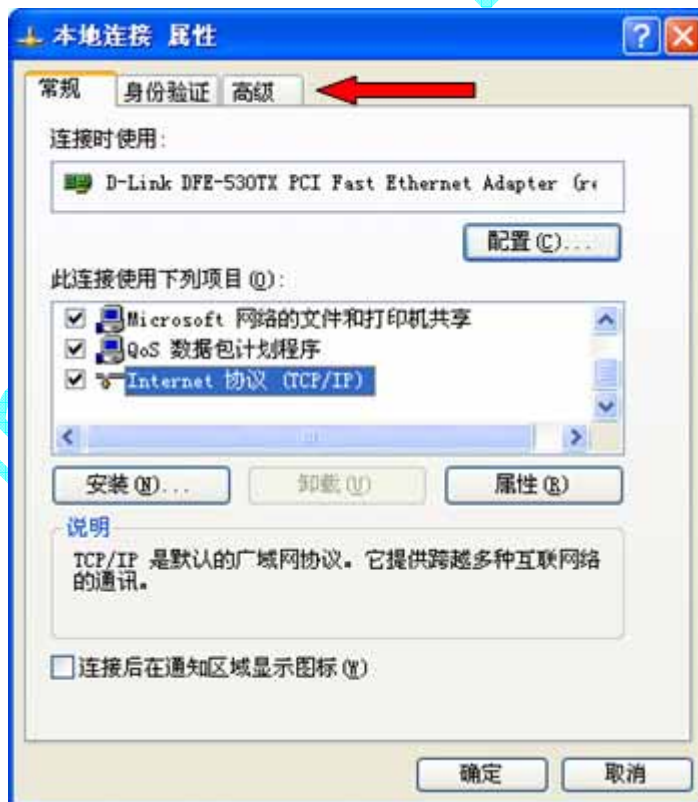 本地连接 属性
常规 身份验证 高级
连接时使用:
D-Link DFE-530TX PCI Fast Ethernet Adapter (re
配置(C)...
此连接使用下列项目(O):
Microsoft 网络的文件和打印机共享
QoS 数据包计划程序
Internet 协议 (TCP/IP)
安装(N)... 卸载(U) 属性(R)
说明
TCP/IP 是默认的广域网协议。它提供跨越多种互联网络
的通讯。
连接后在通知区域显示图标(W)
确定 取消